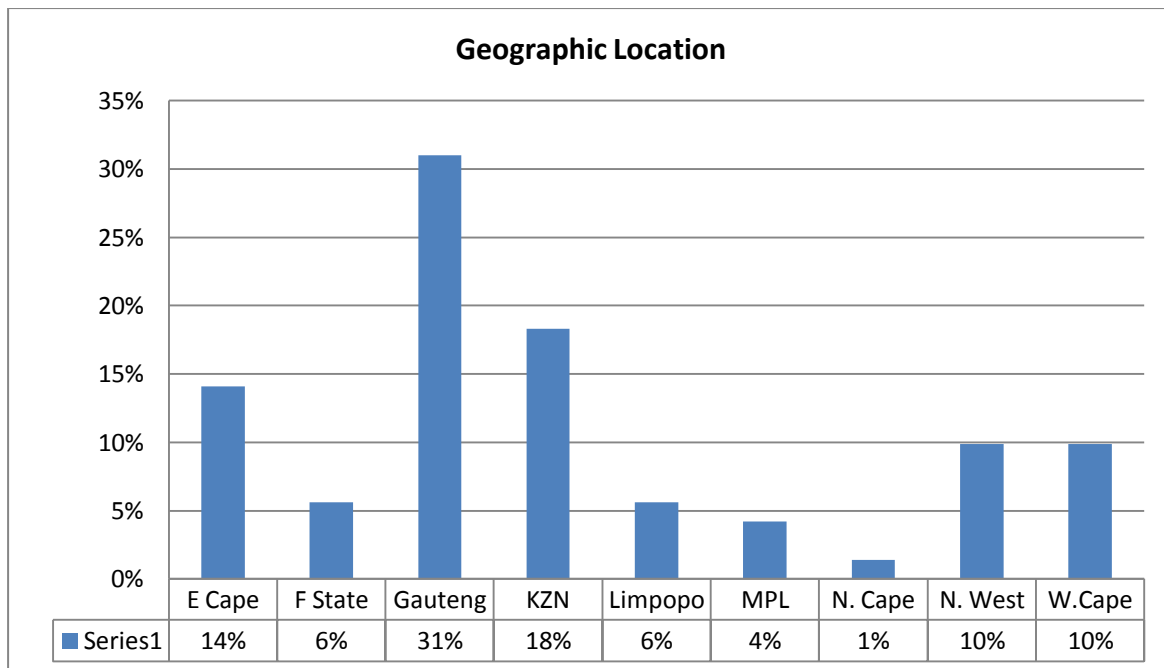 Geographic Location
35%
30%
25%
20%
15%
10%
5%
0%
E Cape F State Gauteng KZN Limpopo MPL N. Cape N. West W.Cape
Series1 14% 6% 31% 18% 6% 4% 1% 10% 10%